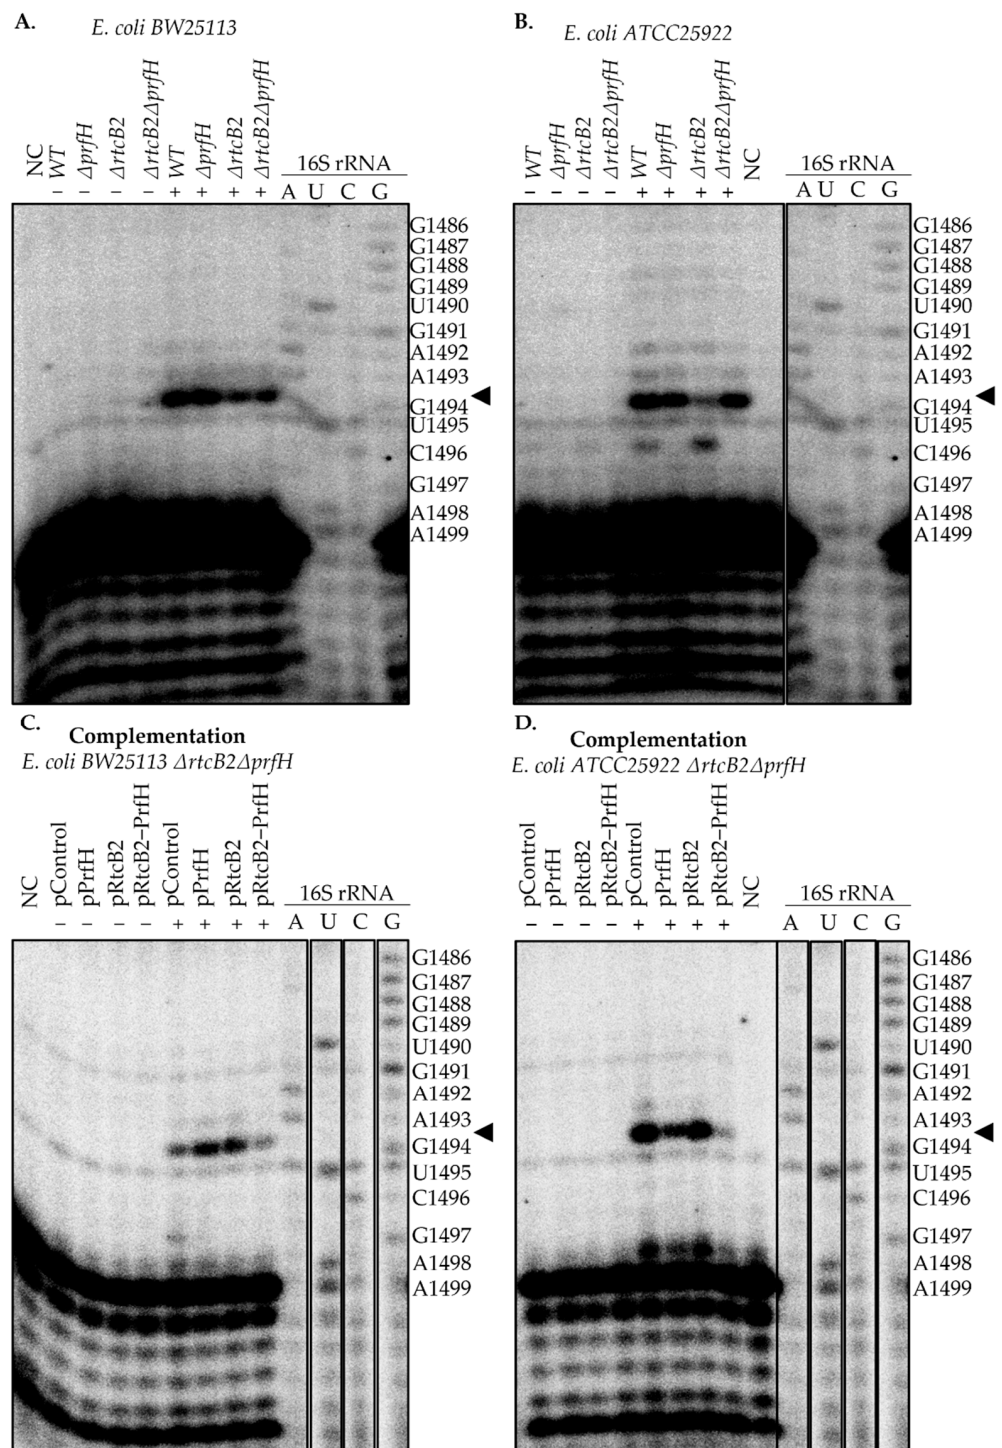 A.
E. coli BW25113
NC
WT
ΔprfH
ΔrtcB2
ΔrtcB2ΔprfH
WT
ΔprfH
ΔrtcB2
ΔrtcB2ΔprfH
16S rRNA
– – – – + + + + A U C G
G1486
G1487
G1488
G1489
U1490
G1491
A1492
A1493
G1494
U1495
C1496
G1497
A1498
A1499
B.
E. coli ATCC25922
WT
ΔprfH
ΔrtcB2
ΔrtcB2ΔprfH
WT
ΔprfH
ΔrtcB2
ΔrtcB2ΔprfH
NC
16S rRNA
– – – – + + + + A U C G
G1486
G1487
G1488
G1489
U1490
G1491
A1492
A1493
G1494
U1495
C1496
G1497
A1498
A1499
C.
Complementation
E. coli BW25113 ΔrtcB2ΔprfH
NC
pControl
pPrfH
pRtcB2
pRtcB2–PrfH
pControl
pPrfH
pRtcB2
pRtcB2–PrfH
16S rRNA
– – – – + + + + A U C G
G1486
G1487
G1488
G1489
U1490
G1491
A1492
A1493
G1494
U1495
C1496
G1497
A1498
A1499
D.
Complementation
E. coli ATCC25922 ΔrtcB2ΔprfH
pControl
pPrfH
pRtcB2
pRtcB2–PrfH
pControl
pPrfH
pRtcB2
pRtcB2–PrfH
NC
16S rRNA
– – – – + + + + A U C G
G1486
G1487
G1488
G1489
U1490
G1491
A1492
A1493
G1494
U1495
C1496
G1497
A1498
A1499